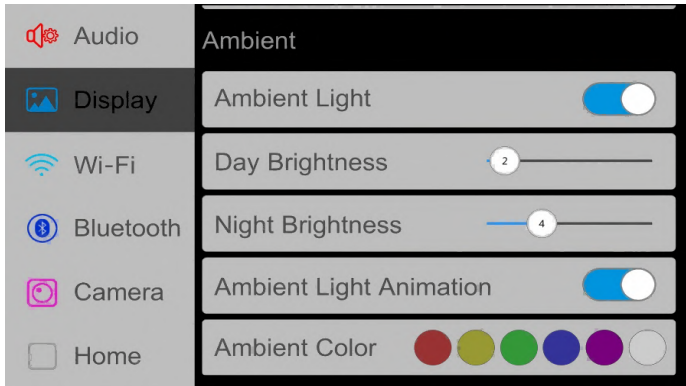 Audio
Display
Wi-Fi
Bluetooth
Camera
Home
Ambient
Ambient Light
Day Brightness
2
Night Brightness
4
Ambient Light Animation
Ambient Color